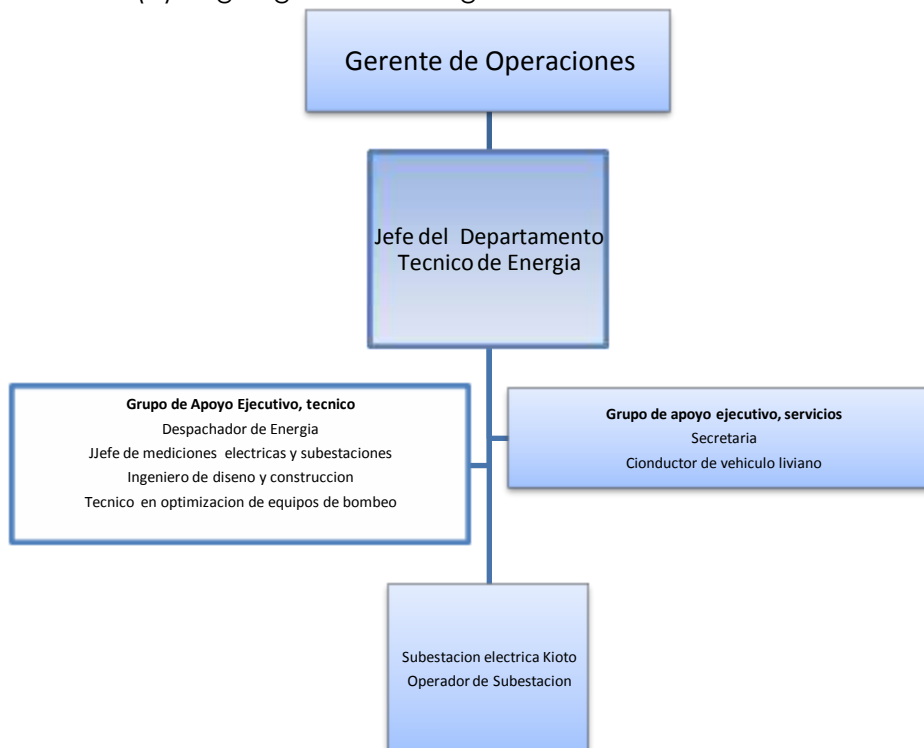 Gerente de Operaciones
Jefe del Departamento
Tecnico de Energia
Grupo de Apoyo Ejecutivo, tecnico
Despachador de Energia
JJefe de mediciones electricas y subestaciones
Ingeniero de diseno y construccion
Tecnico en optimizacion de equipos de bombeo
Grupo de apoyo ejecutivo, servicios
Secretaria
Ciondu​ctor de vehiculo liviano
Subestacion electrica Kioto
Operador de Subestacion